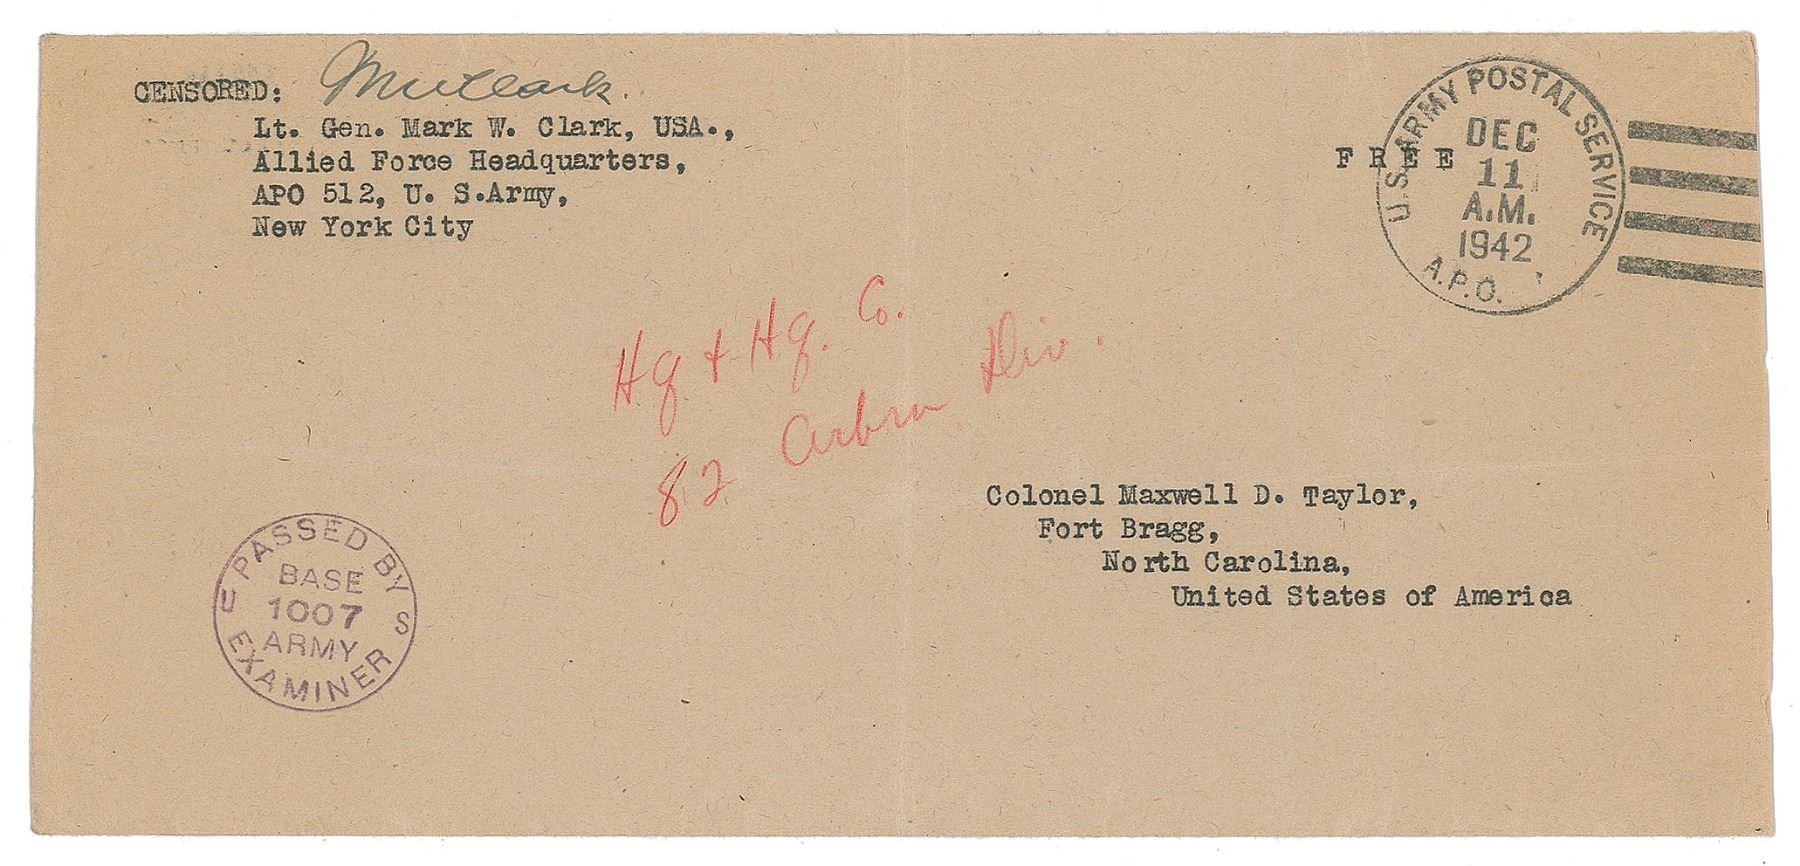 CENSORED: MWClark.
Lt. Gen. Mark W. Clark, USA.,
Allied Force Headquarters,
APO 512, U. S.Army,
New York City
FREE
U.S. ARMY POSTAL SERVICE
DEC
11
A.M.
1942
A.P.O.
Hq + Hq. Co.
82 Arbrn Div.
Colonel Maxwell D. Taylor,
Fort Bragg,
North Carolina,
United States of America
PASSED BY
U S
BASE
1007
ARMY
EXAMINER